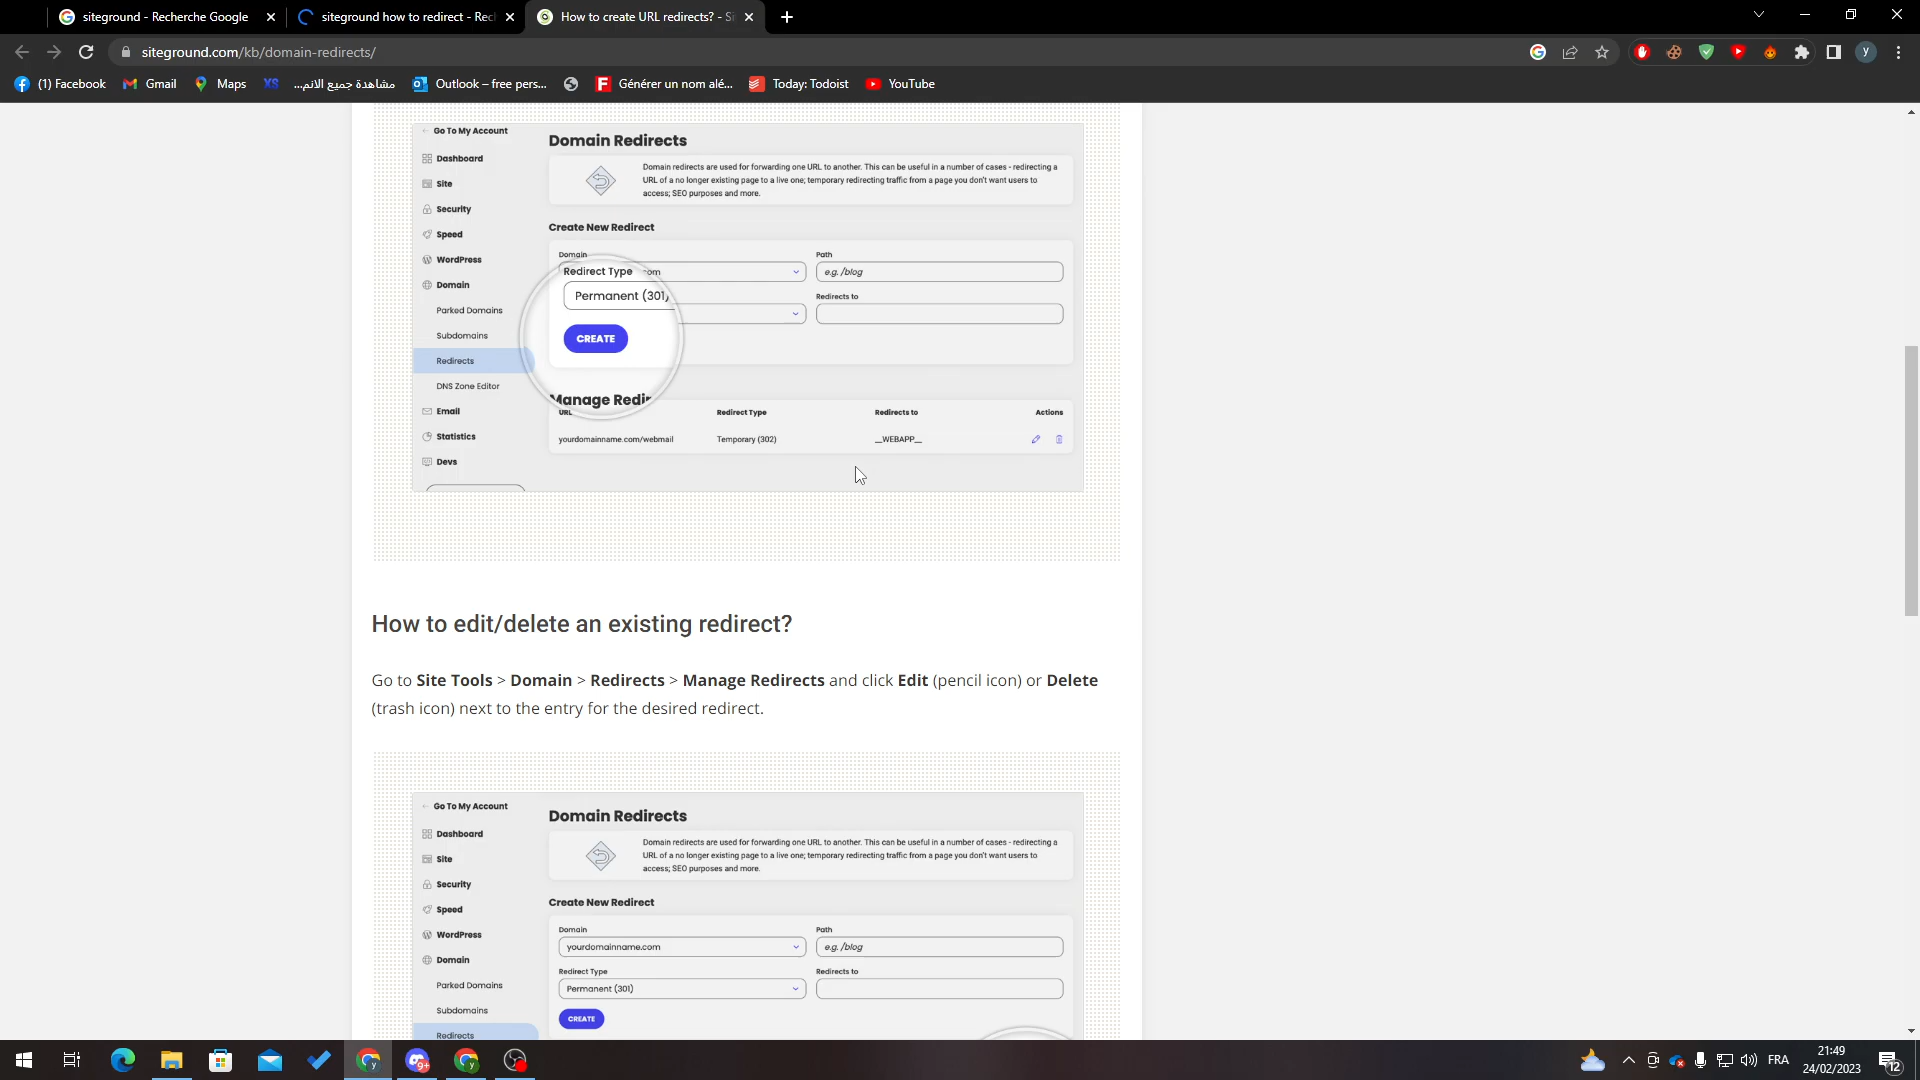 siteground - Recherche Google
siteground how to redirect - Rec
How to create URL redirects? - Si
siteground.com/kb/domain-redirects/
y
(1) Facebook
Gmail
Maps
XS
مشاهدة جميع الانم...
Outlook – free pers...
Générer un nom alé...
Today: Todoist
YouTube
Go To My Account
Dashboard
Site
Security
Speed
WordPress
Domain
Parked Domains
Subdomains
Redirects
DNS Zone Editor
Email
Statistics
Devs
Domain Redirects
Domain redirects are used for forwarding one URL to another. This can be useful in a number of cases - redirecting a
URL of a no longer existing page to a live one; temporary redirecting traffic from a page you don't want users to
access; SEO purposes and more.
Create New Redirect
Domain
Path
Redirect Type
com
e.g. /blog
Permanent (301)
Redirects to
CREATE
Manage Redir
URL
Redirect Type
Redirects to
Actions
yourdomainname.com/webmail
Temporary (302)
__WEBAPP__
How to edit/delete an existing redirect?
Go to Site Tools > Domain > Redirects > Manage Redirects and click Edit (pencil icon) or Delete
(trash icon) next to the entry for the desired redirect.
Go To My Account
Dashboard
Site
Security
Speed
WordPress
Domain
Parked Domains
Subdomains
Redirects
Domain Redirects
Domain redirects are used for forwarding one URL to another. This can be useful in a number of cases - redirecting a
URL of a no longer existing page to a live one; temporary redirecting traffic from a page you don't want users to
access; SEO purposes and more.
Create New Redirect
Domain
Path
yourdomainname.com
e.g. /blog
Redirect Type
Redirects to
Permanent (301)
CREATE
9+
FRA
21:49
24/02/2023
12